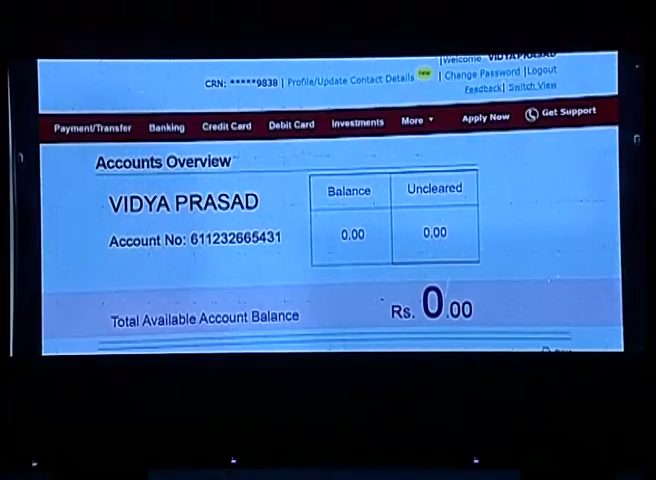 Welcome VIDYA PRASAD
CRN: *****9838 | Profile/Update Contact Details new | Change Password | Logout
Feedback | Switch View
Payment/Transfer Banking Credit Card Debit Card Investments More Apply Now Get Support
Accounts Overview
Balance Uncleared
VIDYA PRASAD
Account No: 611232665431 0.00 0.00
Total Available Account Balance Rs. 0.00